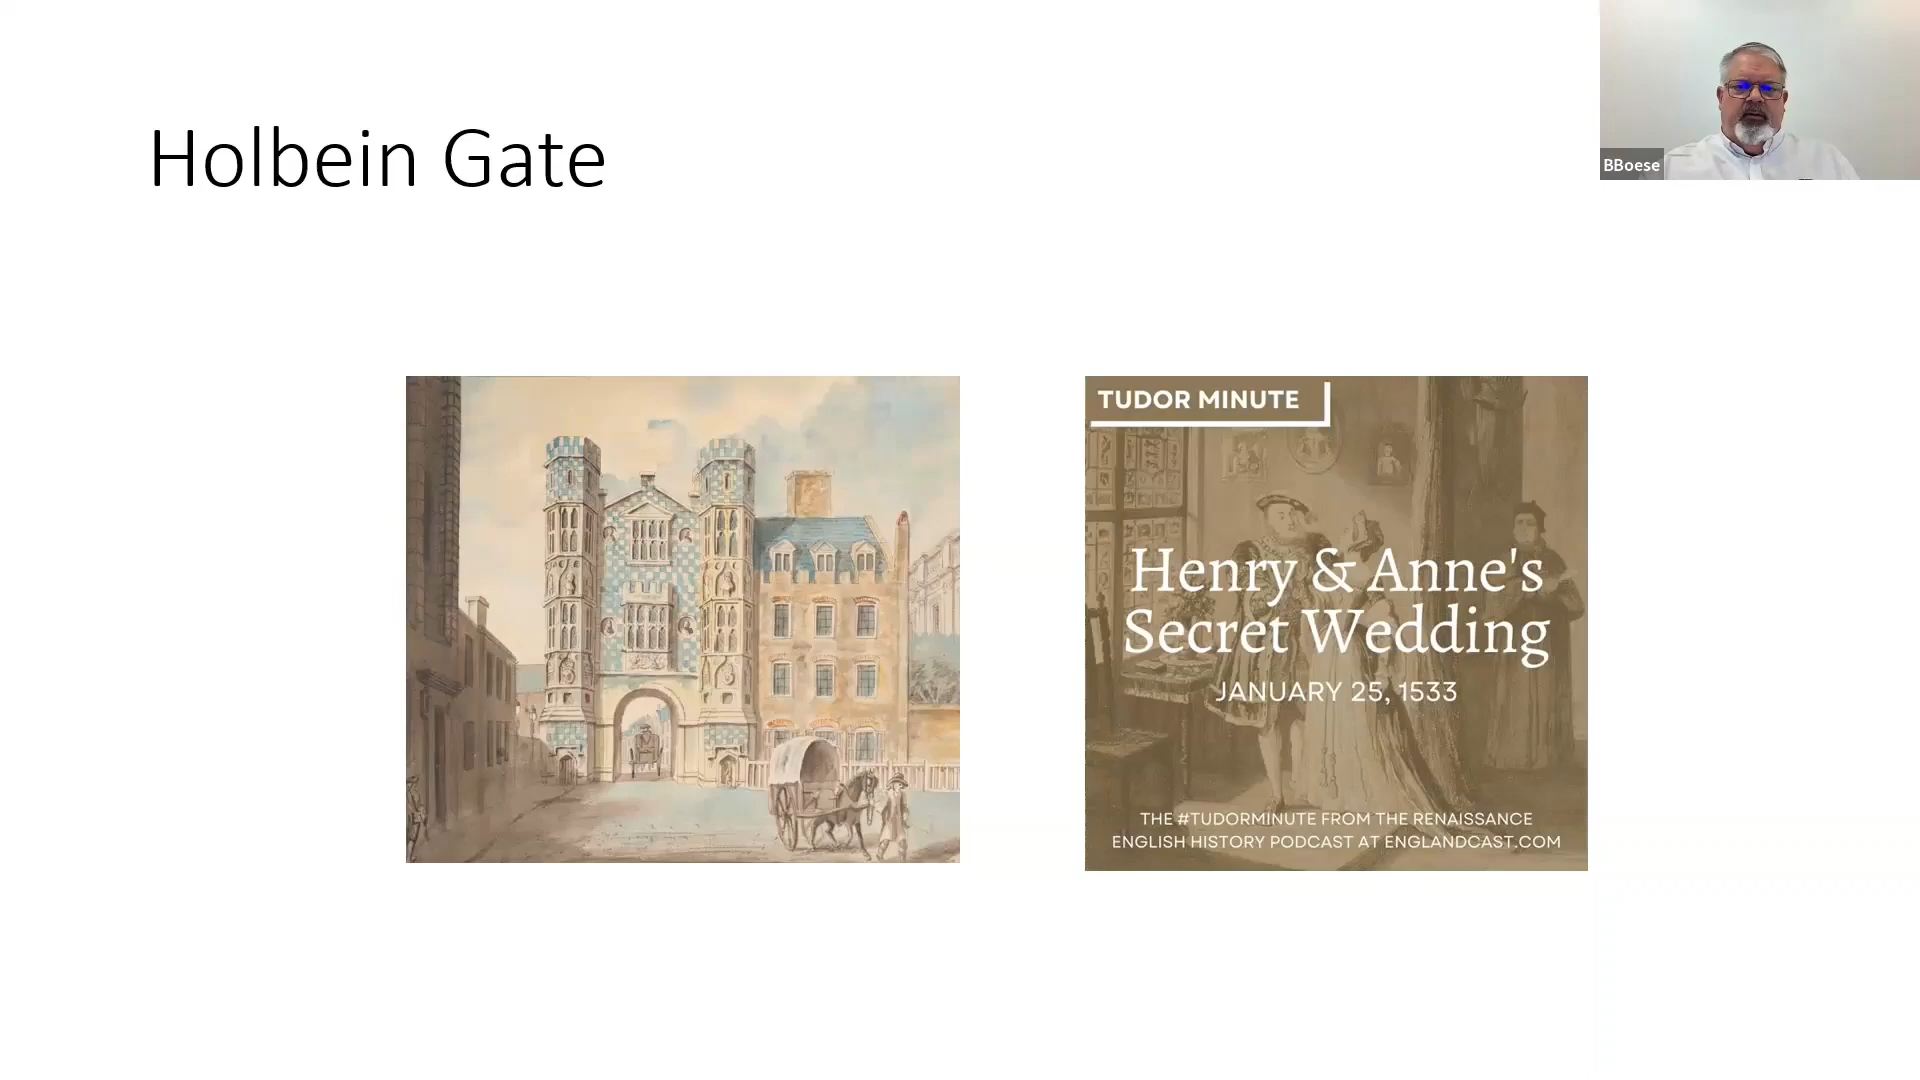 Holbein Gate
BBoese
TUDOR MINUTE
Henry & Anne's
Secret Wedding
JANUARY 25, 1533
THE #TUDORMINUTE FROM THE RENAISSANCE
ENGLISH HISTORY PODCAST AT ENGLANDCAST.COM